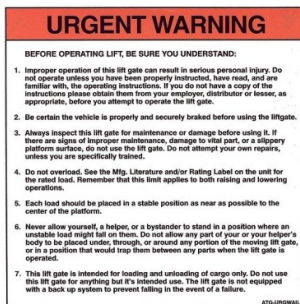 URGENT WARNING
BEFORE OPERATING LIFT, BE SURE YOU UNDERSTAND:
1. Improper operation of this lift gate can result in serious personal injury. Do
not operate unless you have been properly instructed, have read, and are
familiar with, the operating instructions. If you do not have a copy of the
instructions please obtain them from your employer, distributor or lesser, as
appropriate, before you attempt to operate the lift gate.
2. Be certain the vehicle is properly and securely braked before using the liftgate.
3. Always inspect this lift gate for maintenance or damage before using it. If
there are signs of improper maintenance, damage to vital part, or a slippery
platform surface, do not use the lift gate. Do not attempt your own repairs,
unless you are specifically trained.
4. Do not overload. See the Mfg. Literature and/or Rating Label on the unit for
the rated load. Remember that this limit applies to both raising and lowering
operations.
5. Each load should be placed in a stable position as near as possible to the
center of the platform.
6. Never allow yourself, a helper, or a bystander to stand in a position where an
unstable load might fall on them. Do not allow any part of your or your helper's
body to be placed under, through, or around any portion of the moving lift gate,
or in a position that would trap them between any parts when the lift gate is
operated.
7. This lift gate is intended for loading and unloading of cargo only. Do not use
this lift gate for anything but it's intended use. The lift gate is not equipped
with a back up system to prevent falling in the event of a failure.